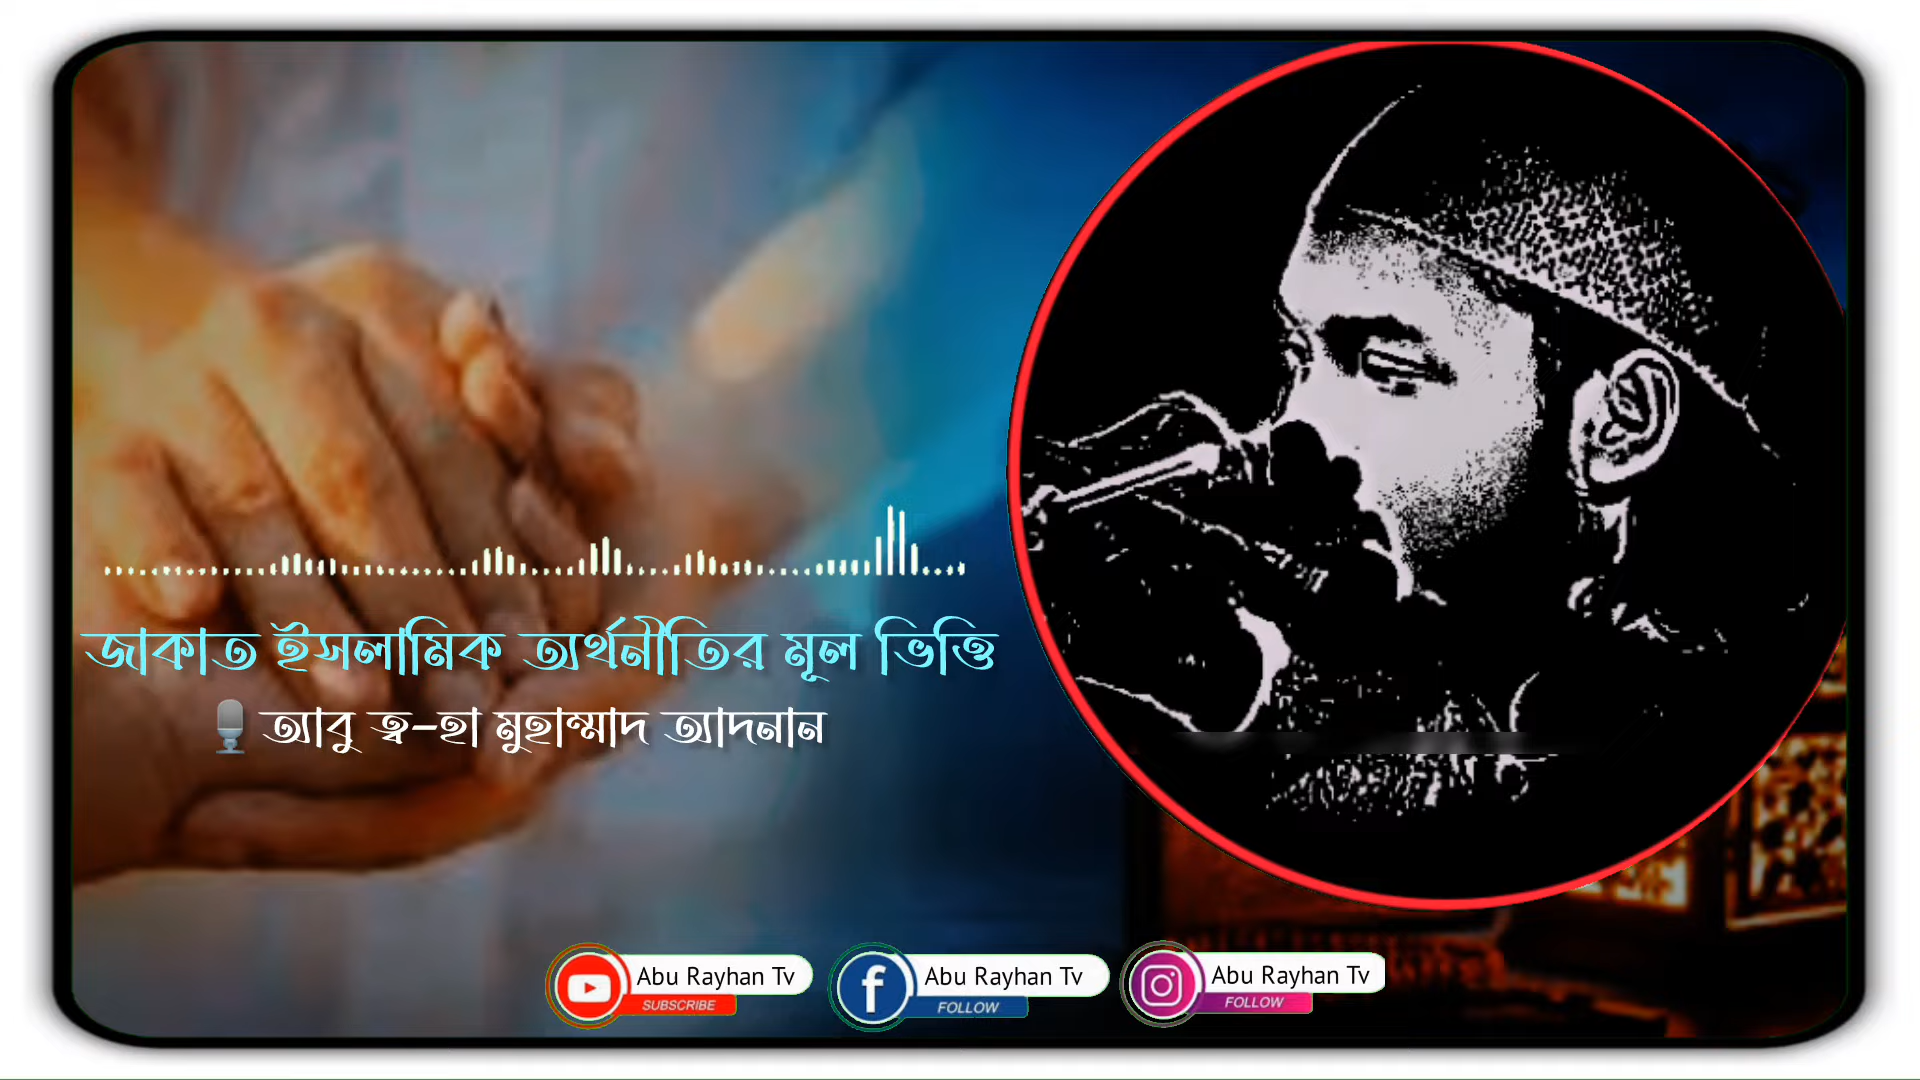 জাকাত ইসলামিক অর্থনীতির মূল ভিত্তি
আবু ত্ব-হা মুহাম্মাদ আদনান
Abu Rayhan Tv
SUBSCRIBE
Abu Rayhan Tv
FOLLOW
Abu Rayhan Tv
FOLLOW